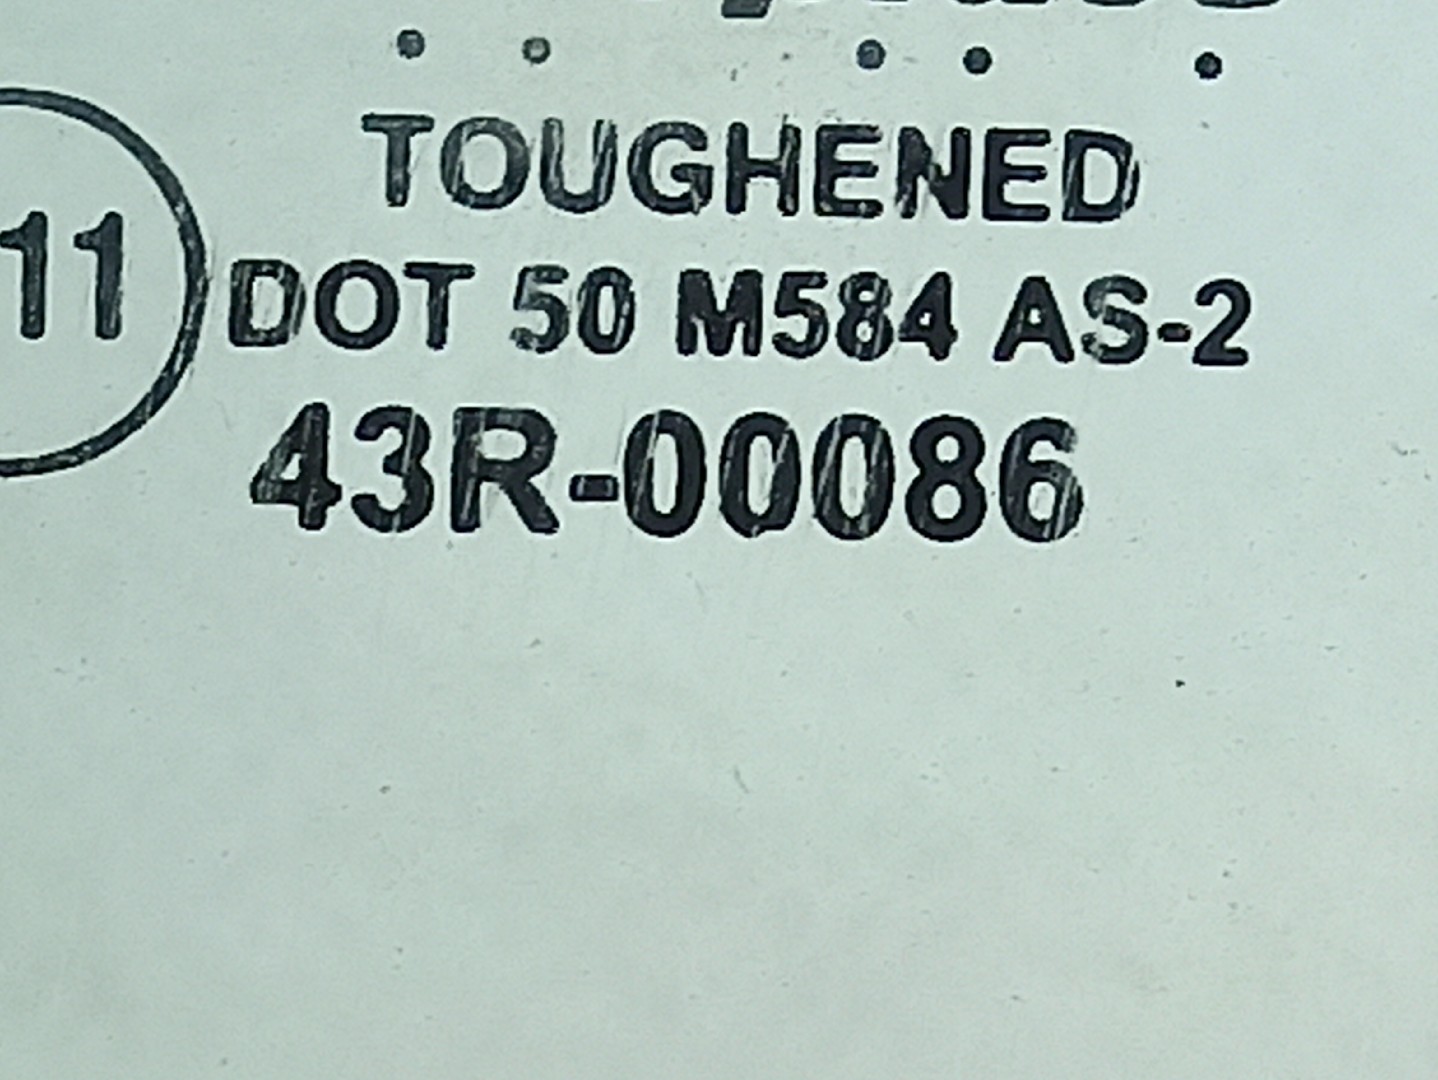 TOUGHENED
11
DOT 50 M584 AS-2
43R-00086